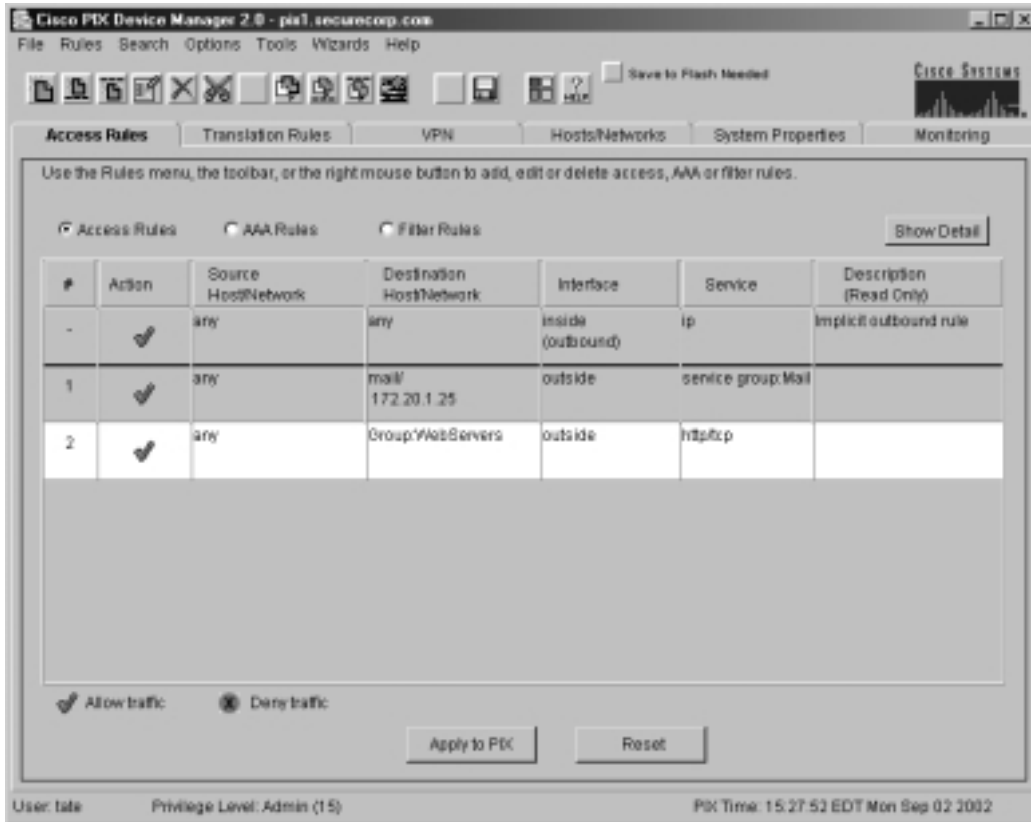 Cisco PIX Device Manager 2.0 - pix1.securecorp.com
File Rules Search Options Tools Wizards Help
Save to Flash Needed
CISCO SYSTEMS
HELP
Access Rules Translation Rules VPN Hosts/Networks System Properties Monitoring
Use the Rules menu, the toolbar, or the right mouse button to add, edit or delete access, AAA or filter rules.
Access Rules AAA Rules Filter Rules Show Detail
# Action Source Host/Network Destination Host/Network Interface Service Description (Read Only)
- any any inside (outbound) ip Implicit outbound rule
1 any mail/ 172.20.1.25 outside service group:Mail
2 any Group:WebServers outside http/tcp
Allow traffic Deny traffic
Apply to PIX Reset
User: tate Privilege Level: Admin (15) PIX Time: 15:27:52 EDT Mon Sep 02 2002